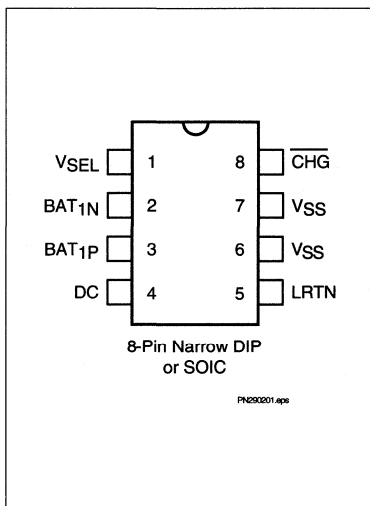 VSEL 1 8 C̅H̅G̅
BAT1N 2 7 VSS
BAT1P 3 6 VSS
DC 4 5 LRTN
8-Pin Narrow DIP
or SOIC
PN290201.eps